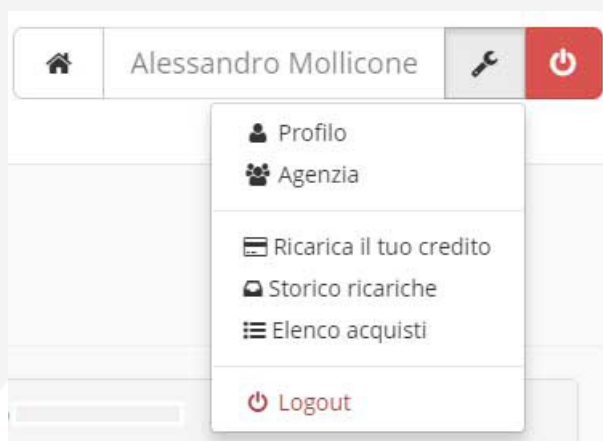 Alessandro Mollicone
Profilo
Agenzia
Ricarica il tuo credito
Storico ricariche
Elenco acquisti
Logout